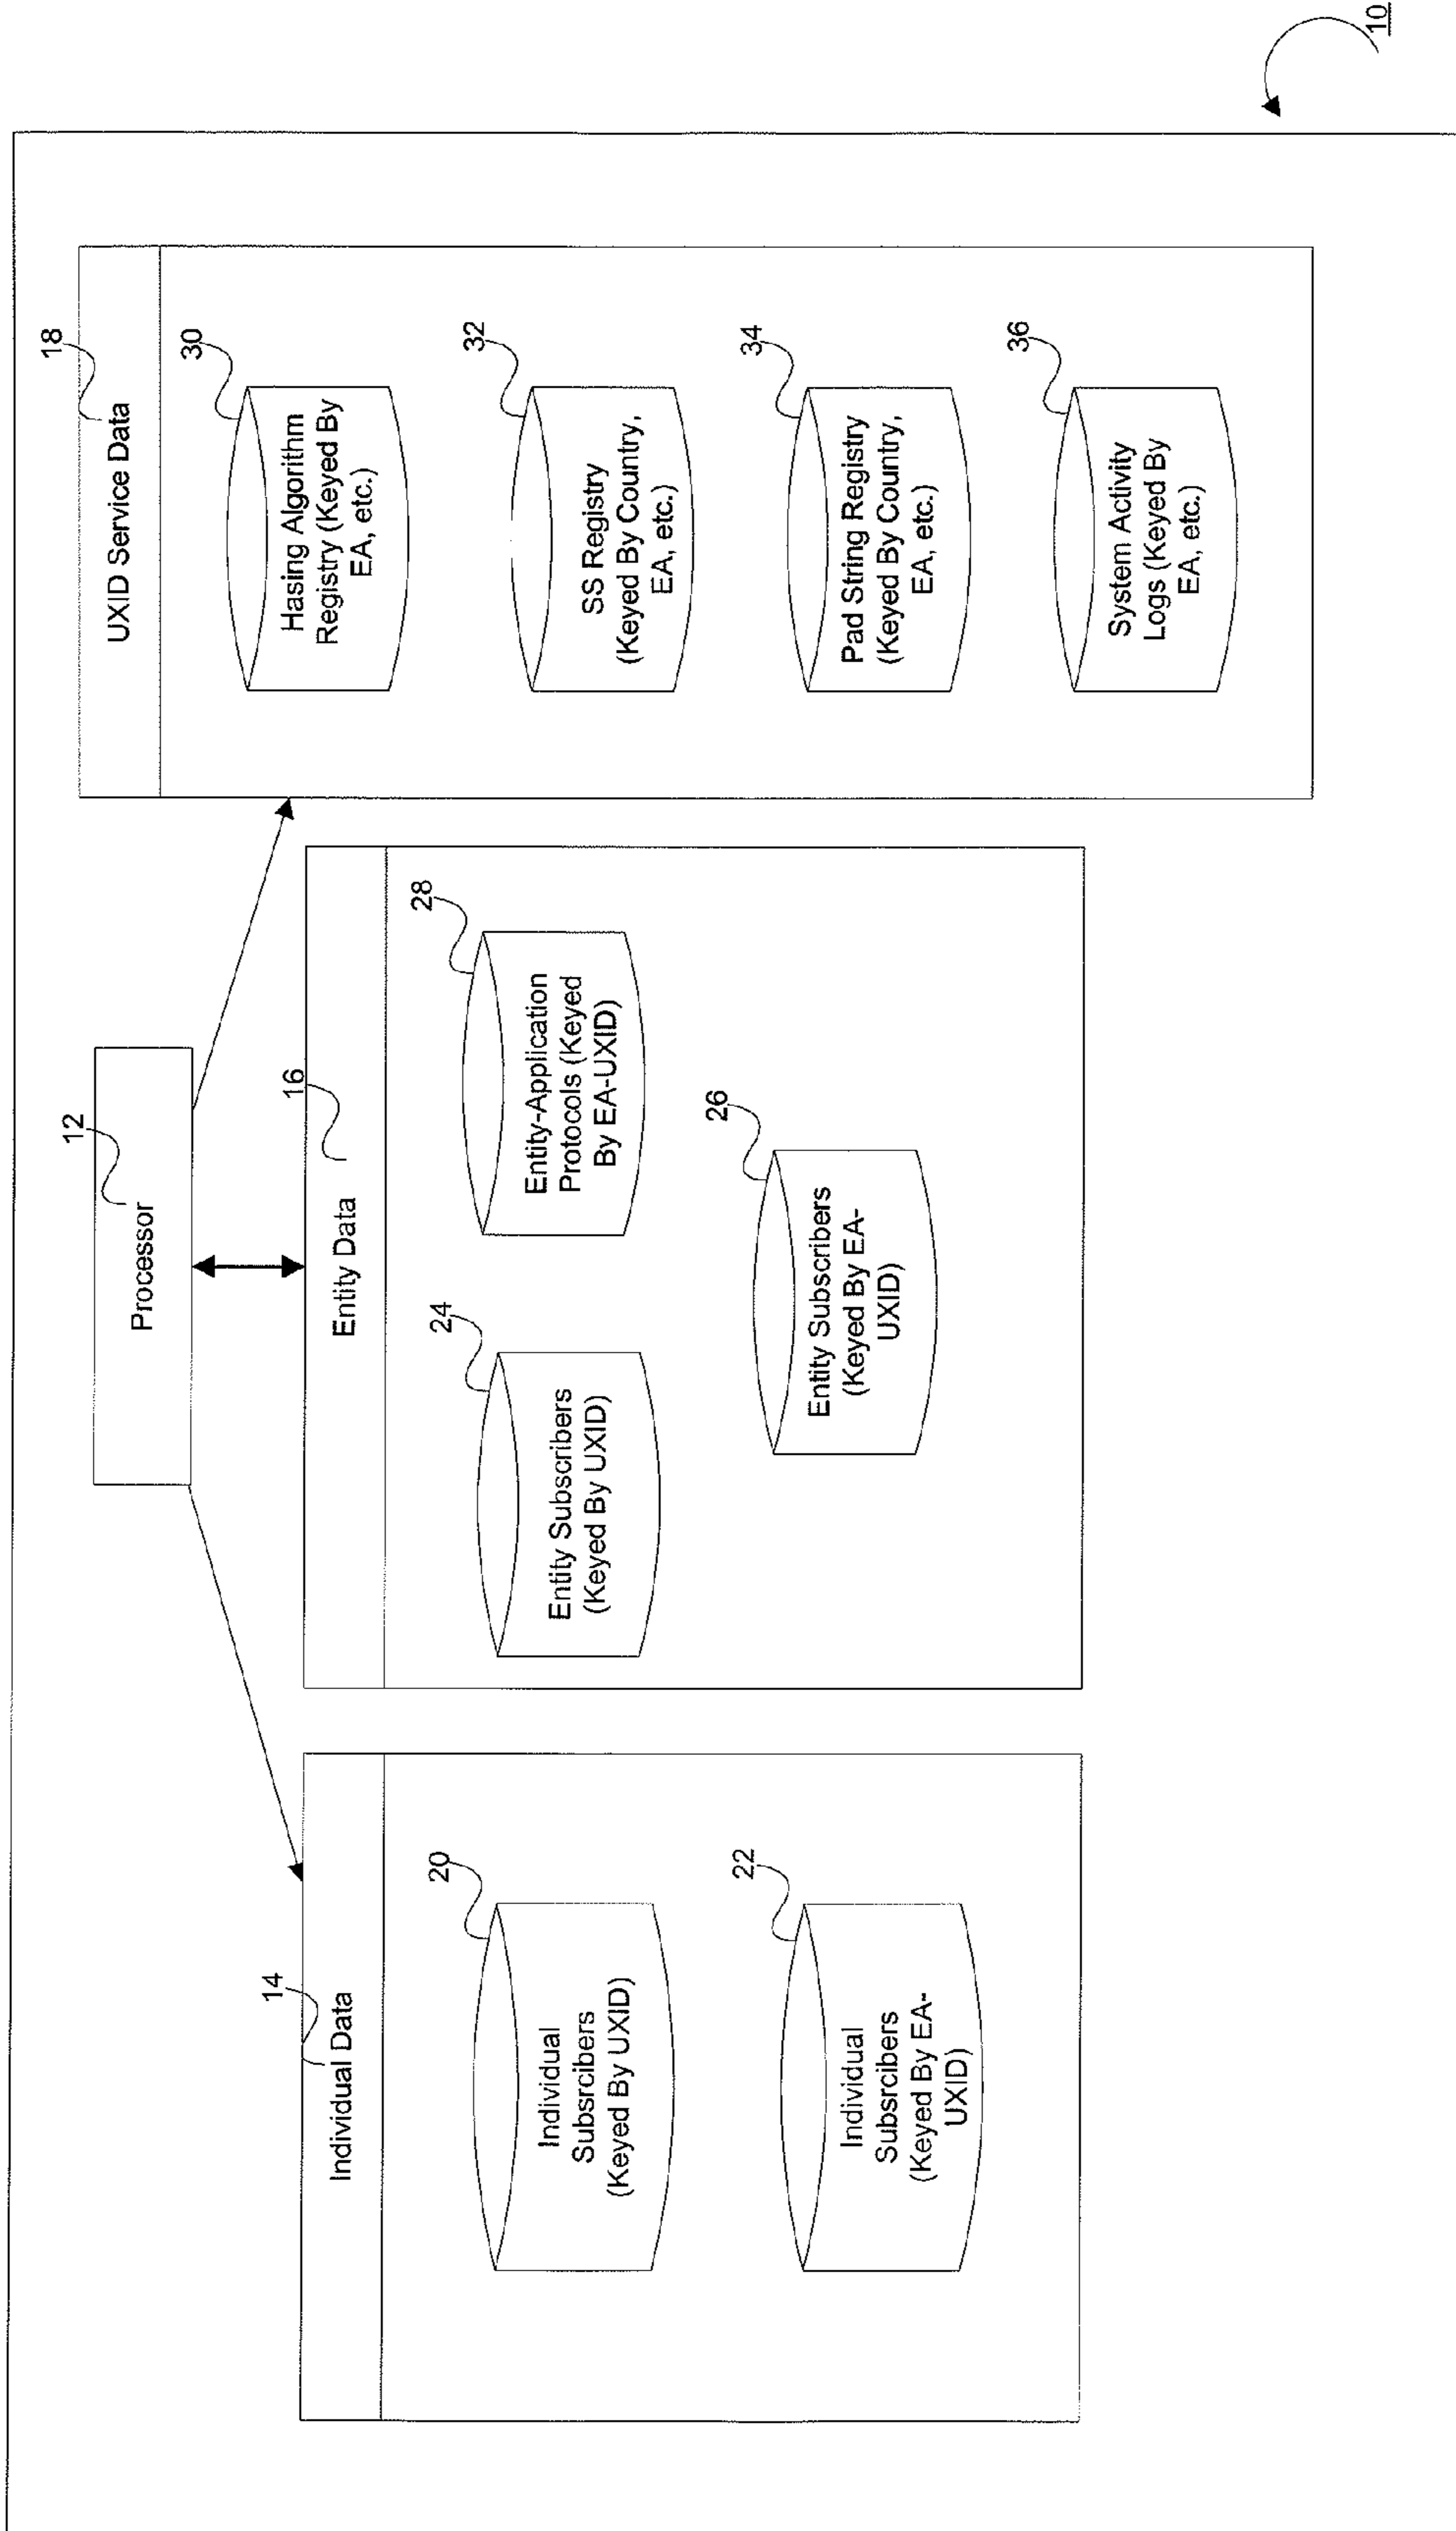 10
12
Processor
14
Individual Data
20
Individual
Subsrcibers
(Keyed By UXID)
22
Individual
Subsrcibers
(Keyed By EA-
UXID)
16
Entity Data
24
Entity Subscribers
(Keyed By UXID)
28
Entity-Application
Protocols (Keyed
By EA-UXID)
26
Entity Subscribers
(Keyed By EA-
UXID)
18
UXID Service Data
30
Hasing Algorithm
Registry (Keyed By
EA, etc.)
32
SS Registry
(Keyed By Country,
EA, etc.)
34
Pad String Registry
(Keyed By Country,
EA, etc.)
36
System Activity
Logs (Keyed By
EA, etc.)